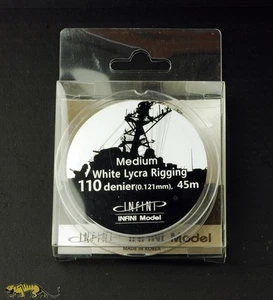 Medium
White Lycra Rigging
110 denier(0.121mm), 45m
INFINI
INFINI Model
INFINI Model
MADE IN KOREA